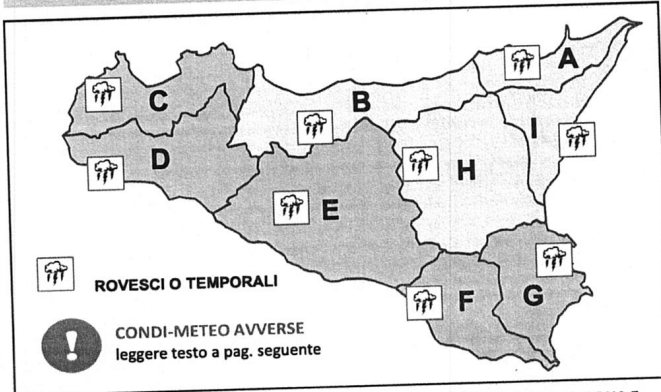 A
C
B
I
D
H
E
ROVESCI O TEMPORALI
F
G
!
CONDI-METEO AVVERSE
leggere testo a pag. seguente